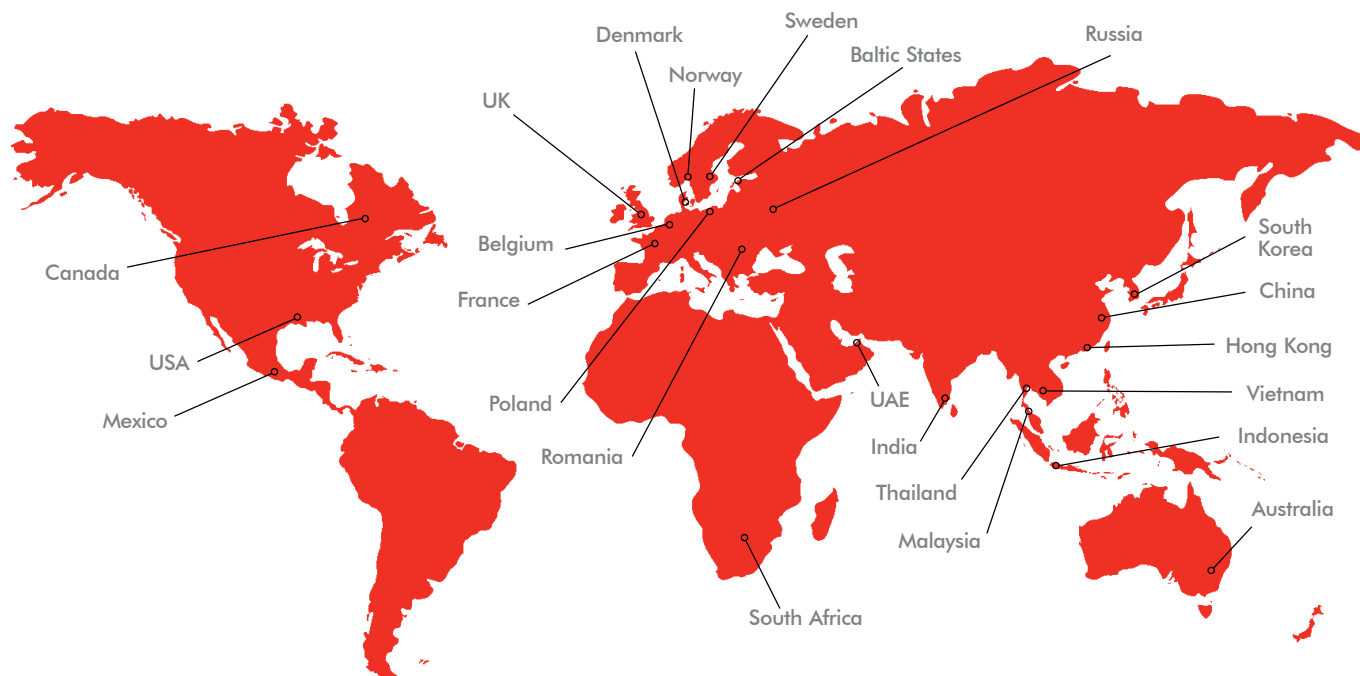 Sweden
Denmark
Russia
Baltic States
Norway
UK
South
Korea
Belgium
Canada
China
France
Hong Kong
USA
Vietnam
UAE
Poland
Mexico
Indonesia
India
Romania
Thailand
Australia
Malaysia
South Africa